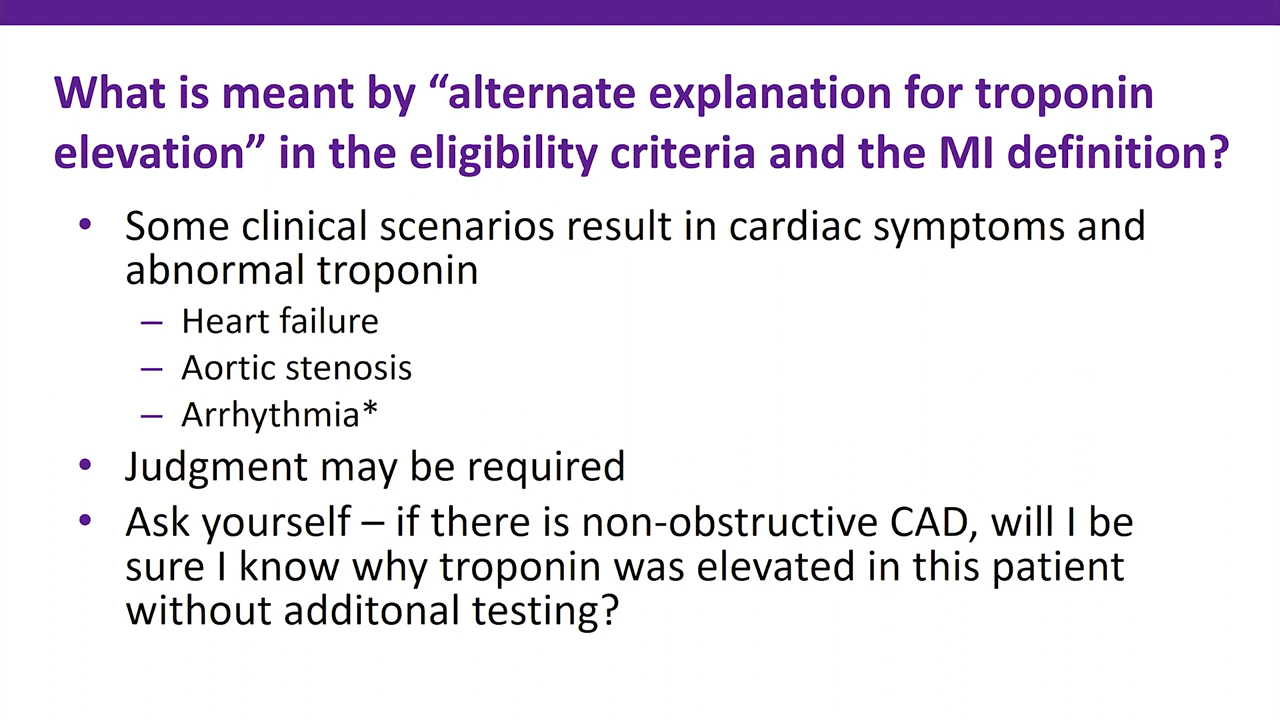 What is meant by “alternate explanation for troponin
elevation” in the eligibility criteria and the MI definition?
• Some clinical scenarios result in cardiac symptoms and
abnormal troponin
– Heart failure
– Aortic stenosis
– Arrhythmia*
• Judgment may be required
• Ask yourself – if there is non-obstructive CAD, will I be
sure I know why troponin was elevated in this patient
without additonal testing?